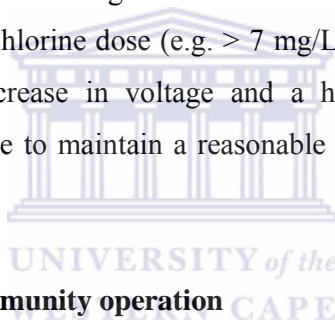 hlorine dose (e.g. > 7 mg/L
crease in voltage and a h
e to maintain a reasonable
UNIVERSITY of the
munity operation
WESTERN CAPE